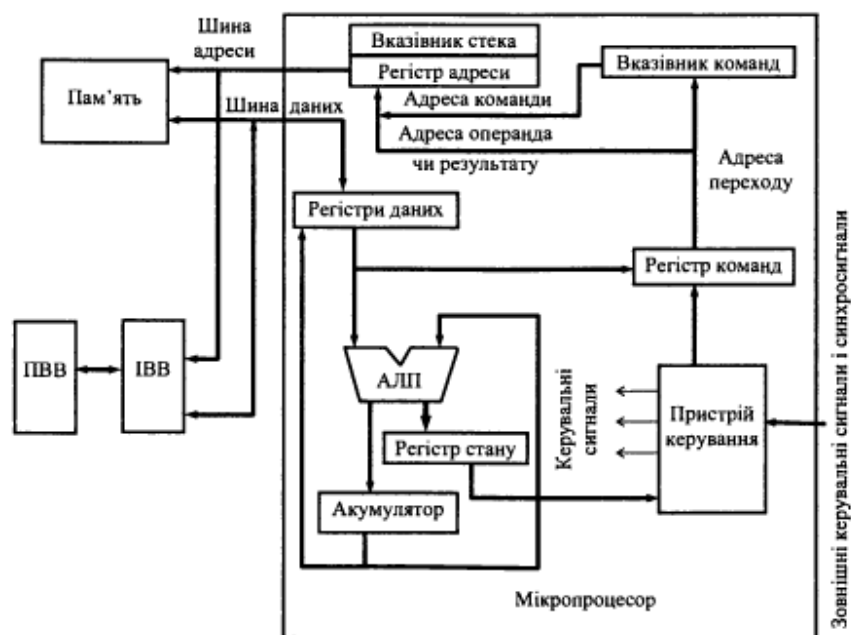 Шина
адреси
Вказівник стека
Регістр адреси
Вказівник команд
Пам’ять
Шина даних
Адреса команди
Адреса операнда
чи результату
Адреса
переходу
Регістри даних
Регістр команд
ПВВ
ІВВ
АЛП
Керувальні
сигнали
Пристрій
керування
Регістр стану
Акумулятор
Мікропроцесор
Зовнішні керувальні сигнали і синхросигнали